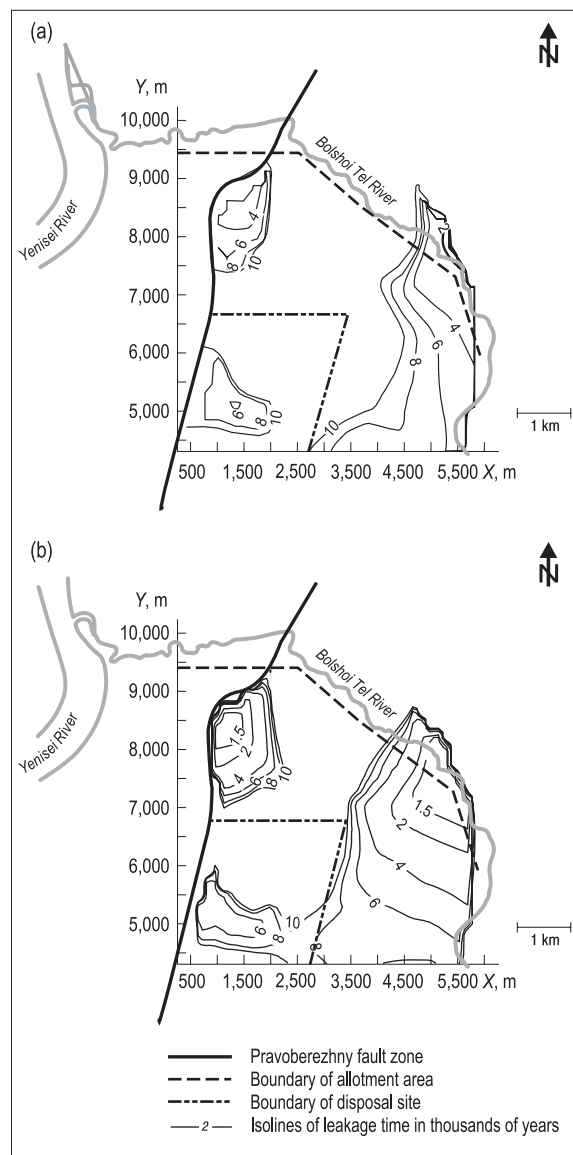 (a)
N
Y, m
10,000
9,000
8,000
7,000
6,000
5,000
Yenisei River
Bolshoi Tel River
4
6
8
10
2
4
6
8
10
6
8
10
1 km
500 1,500 2,500 3,500 4,500 5,500 X, m
(b)
N
Y, m
10,000
9,000
8,000
7,000
6,000
5,000
Yenisei River
Bolshoi Tel River
1.5
2
4
6
8
10
1.5
2
4
6
8
10
6
8
1 km
500 1,500 2,500 3,500 4,500 5,500 X, m
Pravoberezhny fault zone
Boundary of allotment area
Boundary of disposal site
2 Isolines of leakage time in thousands of years